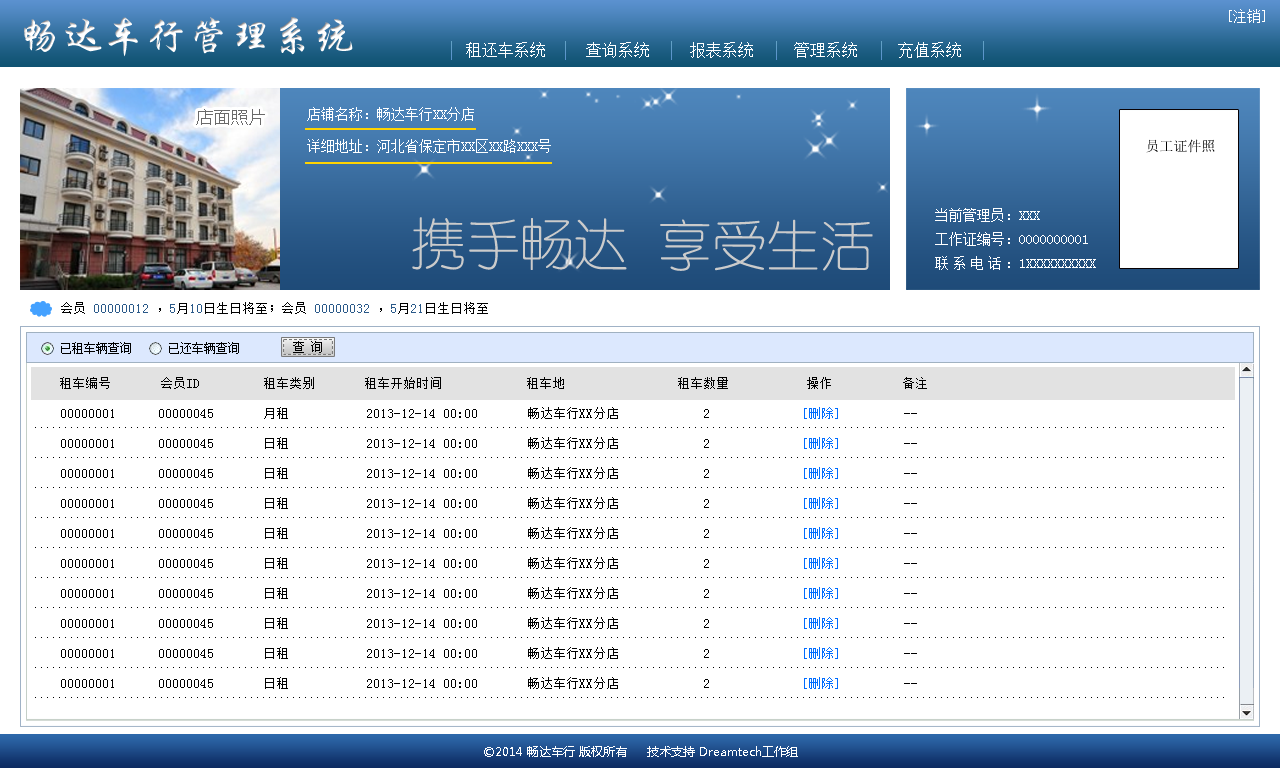 畅达车行管理系统
[注销]
租还车系统 查询系统 报表系统 管理系统 充值系统
店面照片
店铺名称：畅达车行XX分店
详细地址：河北省保定市XX区XX路XXX号
携手畅达 享受生活
员工证件照
当前管理员：XXX
工作证编号：0000000001
联系电话：1XXXXXXXXX
会员 00000012 ，5月10日生日将至；会员 00000032 ，5月21日生日将至
已租车辆查询 已还车辆查询 查 询
租车编号 会员ID 租车类别 租车开始时间 租车地 租车数量 操作 备注
00000001 00000045 月租 2013-12-14 00:00 畅达车行XX分店 2 [删除] --
00000001 00000045 日租 2013-12-14 00:00 畅达车行XX分店 2 [删除] --
00000001 00000045 日租 2013-12-14 00:00 畅达车行XX分店 2 [删除] --
00000001 00000045 日租 2013-12-14 00:00 畅达车行XX分店 2 [删除] --
00000001 00000045 日租 2013-12-14 00:00 畅达车行XX分店 2 [删除] --
00000001 00000045 日租 2013-12-14 00:00 畅达车行XX分店 2 [删除] --
00000001 00000045 日租 2013-12-14 00:00 畅达车行XX分店 2 [删除] --
00000001 00000045 日租 2013-12-14 00:00 畅达车行XX分店 2 [删除] --
00000001 00000045 日租 2013-12-14 00:00 畅达车行XX分店 2 [删除] --
00000001 00000045 日租 2013-12-14 00:00 畅达车行XX分店 2 [删除] --
©2014 畅达车行 版权所有 技术支持 Dreamtech工作组